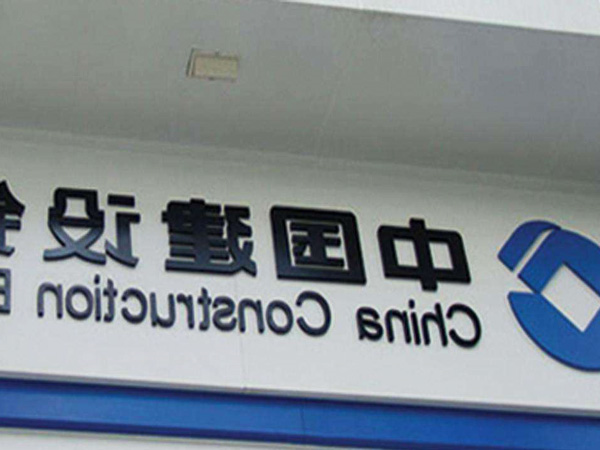 中国建设
China Construction